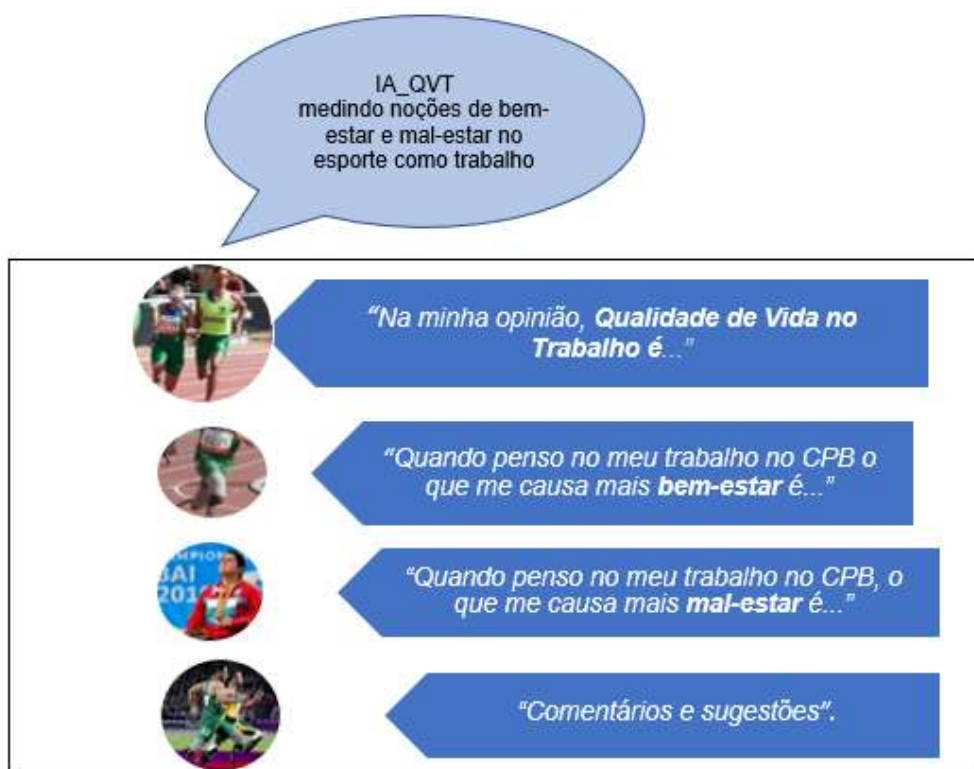 IA_QVT
medindo noções de bem-
estar e mal-estar no
esporte como trabalho
“Na minha opinião, Qualidade de Vida no
Trabalho é...”
“Quando penso no meu trabalho no CPB o
que me causa mais bem-estar é...”
“Quando penso no meu trabalho no CPB, o
que me causa mais mal-estar é...”
“Comentários e sugestões”.